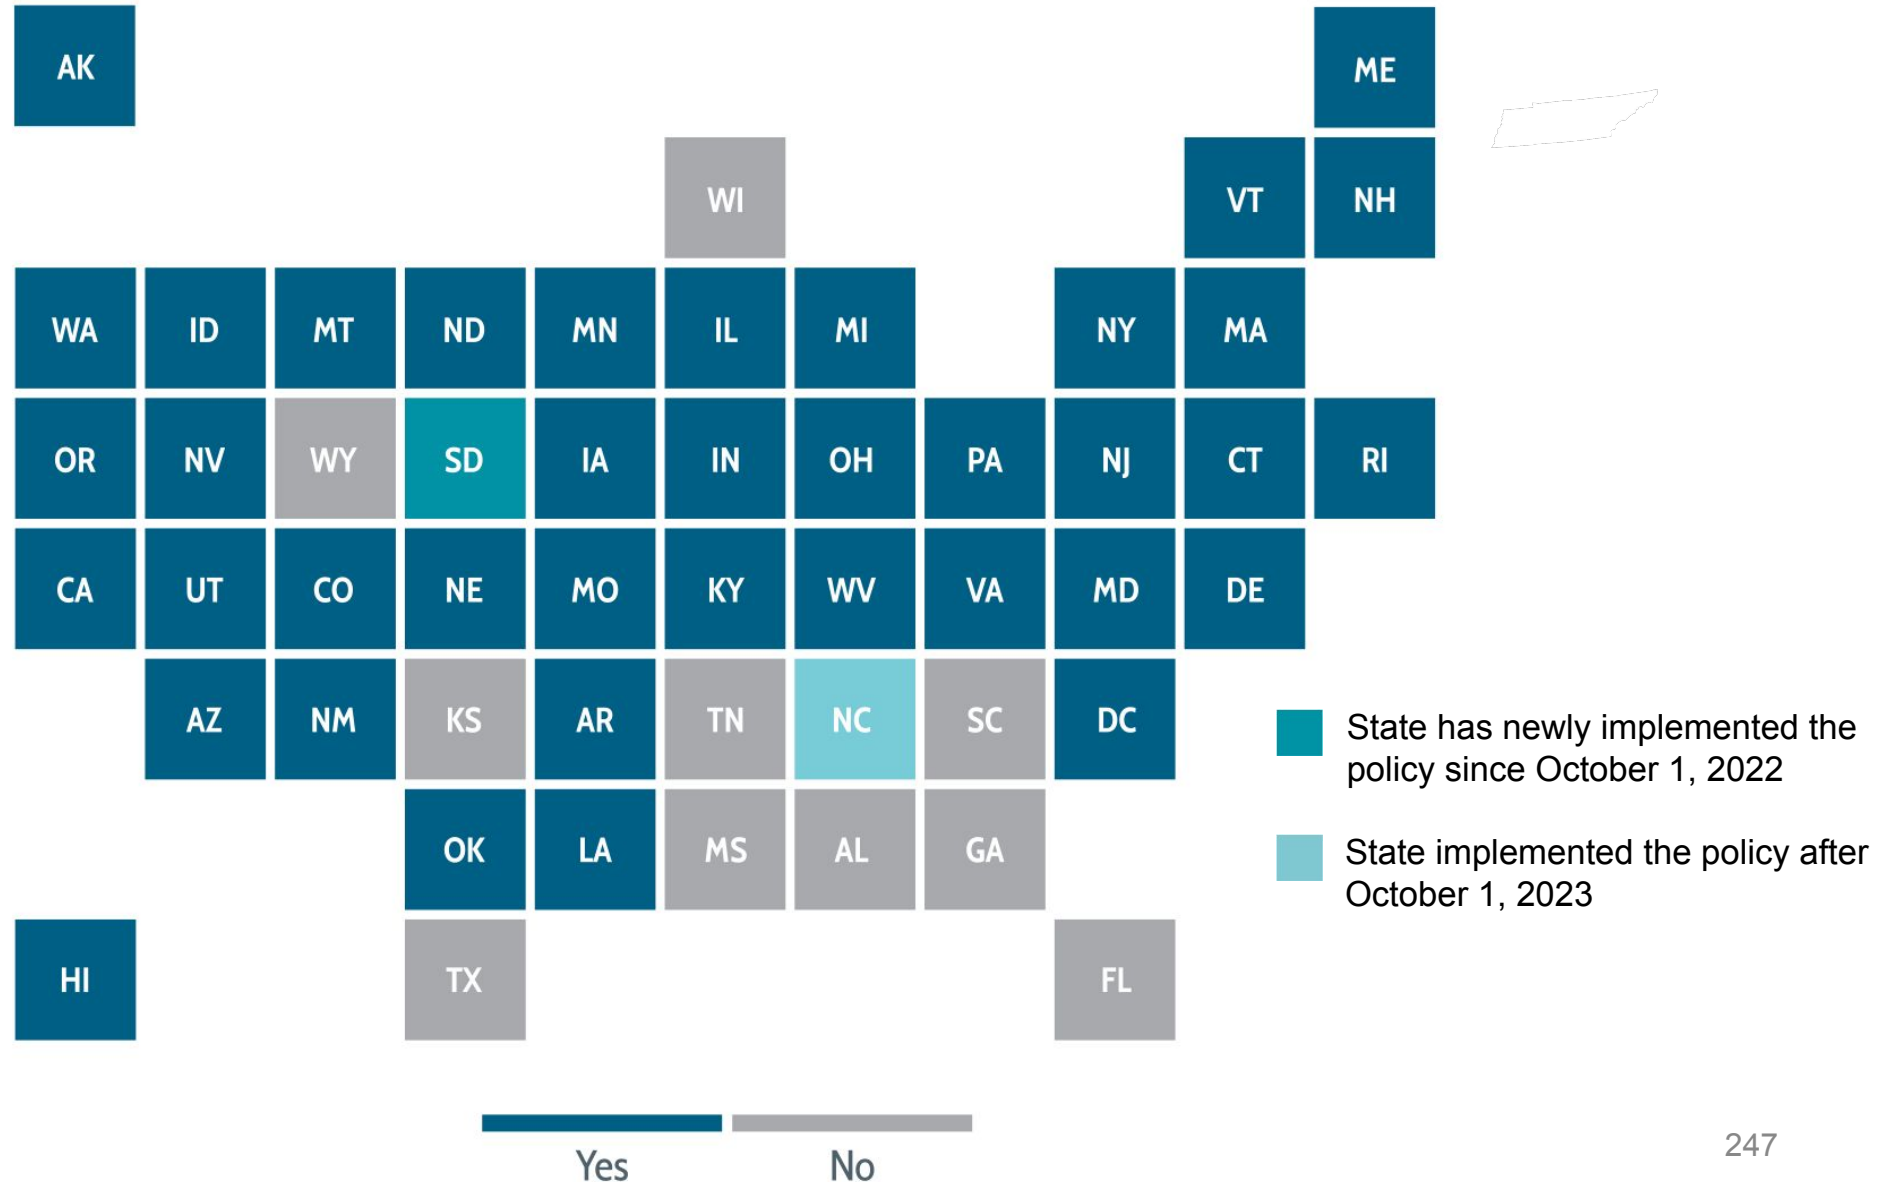 AK
ME
WI
VT
NH
WA
ID
MT
ND
MN
IL
MI
NY
MA
OR
NV
WY
SD
IA
IN
OH
PA
NJ
CT
RI
CA
UT
CO
NE
MO
KY
WV
VA
MD
DE
AZ
NM
KS
AR
TN
NC
SC
DC
OK
LA
MS
AL
GA
HI
TX
FL
State has newly implemented the
policy since October 1, 2022
State implemented the policy after
October 1, 2023
Yes
No
247